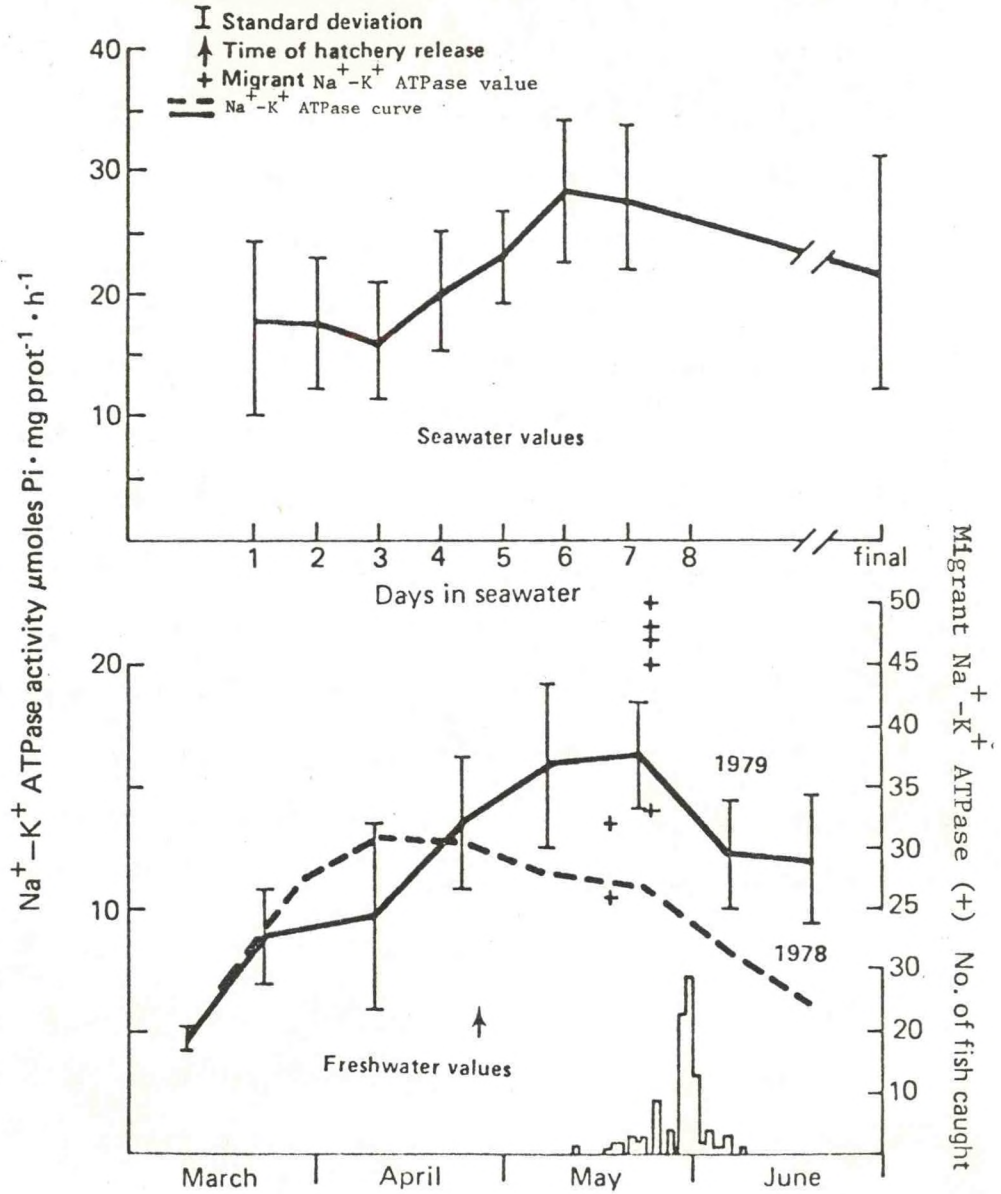 Standard deviation
Time of hatchery release
+ Migrant Na⁺-K⁺ ATPase value
Na⁺-K⁺ ATPase curve
40
30
20
10
Seawater values
1 2 3 4 5 6 7 8 final
Days in seawater
Na⁺–K⁺ ATPase activity μmoles Pi·mg prot⁻¹·h⁻¹
20
10
1979
1978
Freshwater values
50
45
40
35
30
25
30
20
10
Migrant Na⁺-K⁺ ATPase (+) No. of fish caught
March April May June